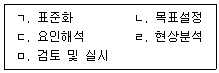 ㄱ. 표준화 ㄴ. 목표설정
ㄷ. 요인해석 ㄹ. 현상분석
ㅁ. 검토 및 실시